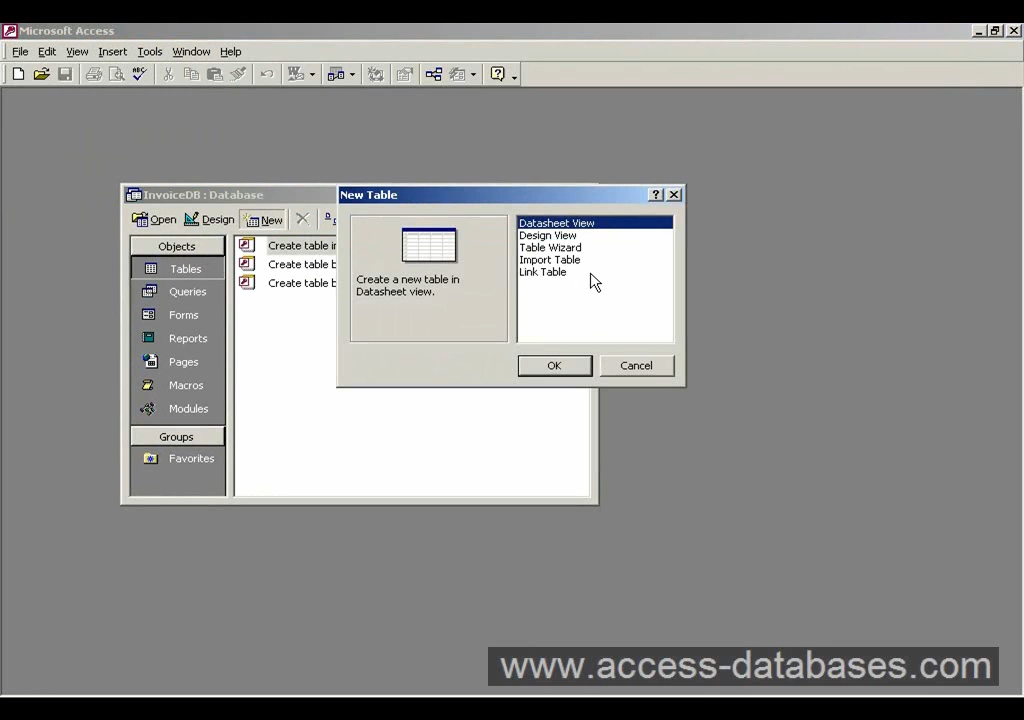 Microsoft Access
File Edit View Insert Tools Window Help
InvoiceDB : Database
New Table
Open Design New
Objects
Tables
Queries
Forms
Reports
Pages
Macros
Modules
Groups
Favorites
Create table in
Create table b
Create table b
Create a new table in
Datasheet view.
Datasheet View
Design View
Table Wizard
Import Table
Link Table
OK Cancel
www.access-databases.com